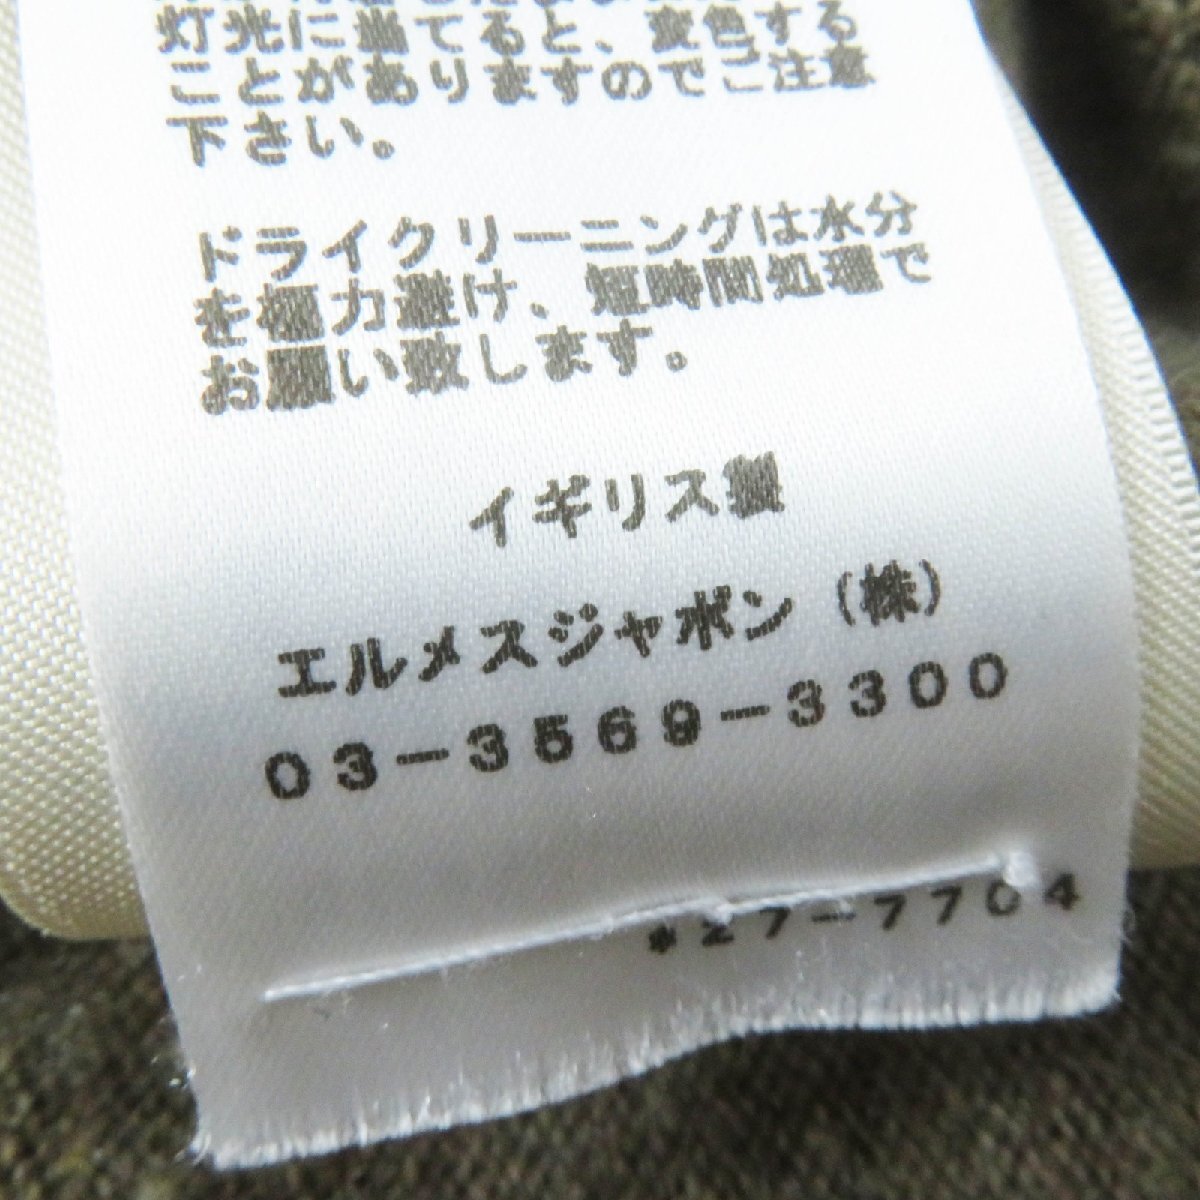 灯光に当てると、変色する
ことがありますのでご注意
下さい。
ドライクリーニングは水分
を極力避け、短時間処理で
お願い致します。
イギリス製
エルメスジャポン（株）
03-3569-3300
*27-7704